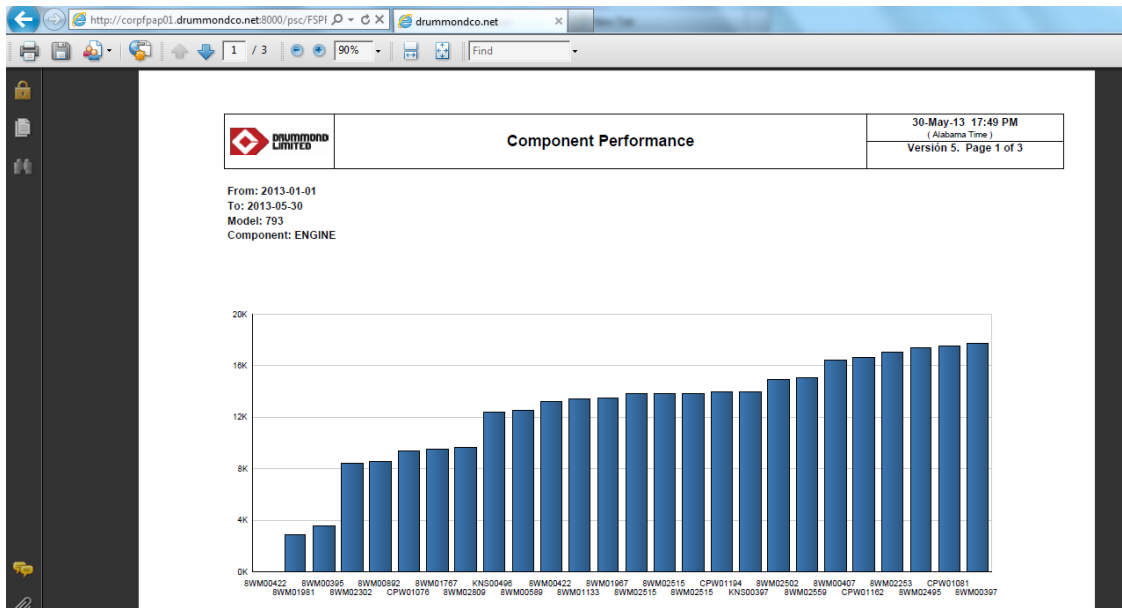 http://corpfpap01.drummondco.net:8000/psc/FSPF
drummondco.net
1 / 3
90%
Find
DRUMMOND
LIMITED
Component Performance
30-May-13 17:49 PM
( Alabama Time )
Versión 5. Page 1 of 3
From: 2013-01-01
To: 2013-05-30
Model: 793
Component: ENGINE
20K
16K
12K
8K
4K
0K
8WM00422 8WM00395 8WM00892 8WM01767 KNS00496 8WM00422 8WM01967 8WM02515 CPW01194 8WM02502 8WM00407 8WM02253 CPW01081
8WM01981 8WM02302 CPW01076 8WM02809 8WM00589 8WM01133 8WM02515 8WM02515 KNS00397 8WM02559 CPW01162 8WM02495 8WM00397